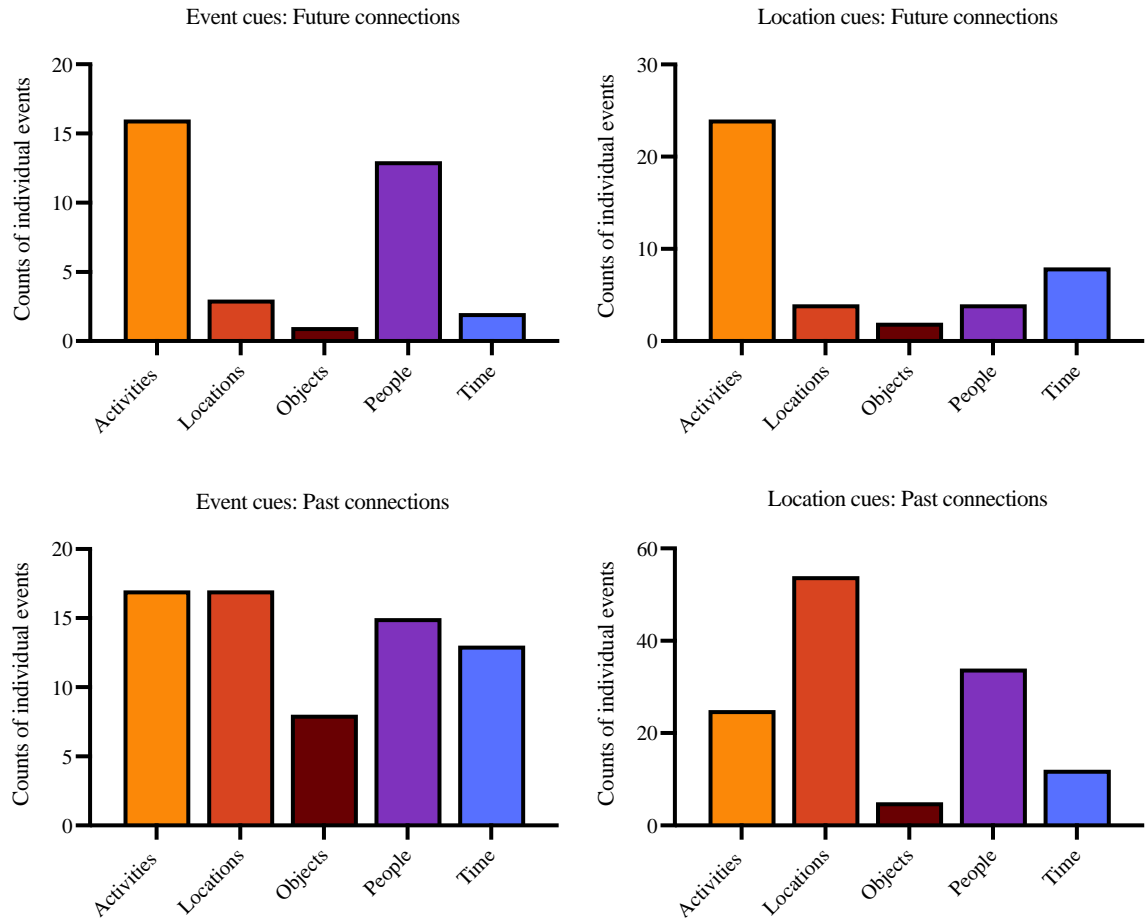 Event cues: Future connections
Counts of individual events
20
15
10
5
0
Activities
Locations
Objects
People
Time
Location cues: Future connections
Counts of individual events
30
20
10
0
Activities
Locations
Objects
People
Time
Event cues: Past connections
Counts of individual events
20
15
10
5
0
Activities
Locations
Objects
People
Time
Location cues: Past connections
Counts of individual events
60
40
20
0
Activities
Locations
Objects
People
Time